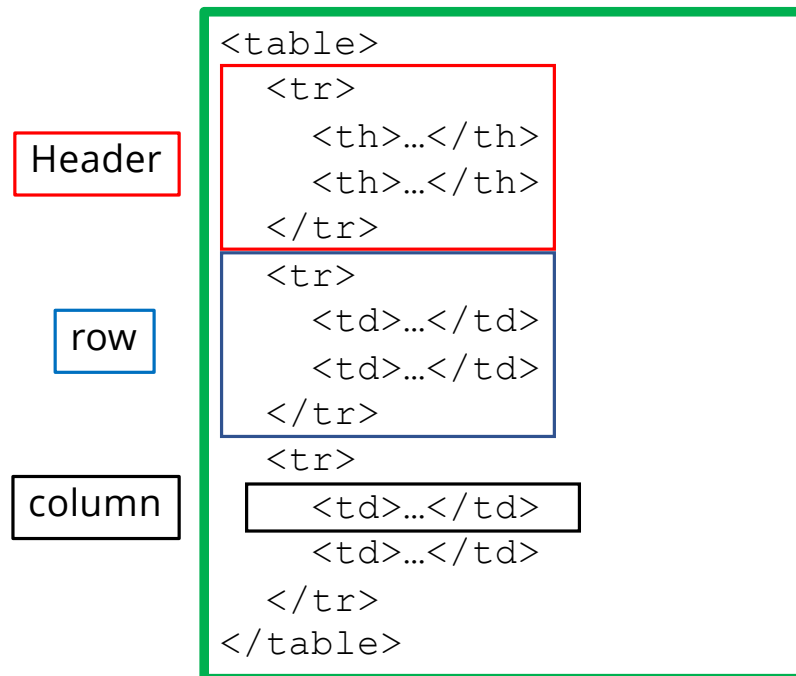 <table>
<tr>
Header
<th>…</th>
<th>…</th>
</tr>
<tr>
row
<td>…</td>
<td>…</td>
</tr>
<tr>
column
<td>…</td>
<td>…</td>
</tr>
</table>